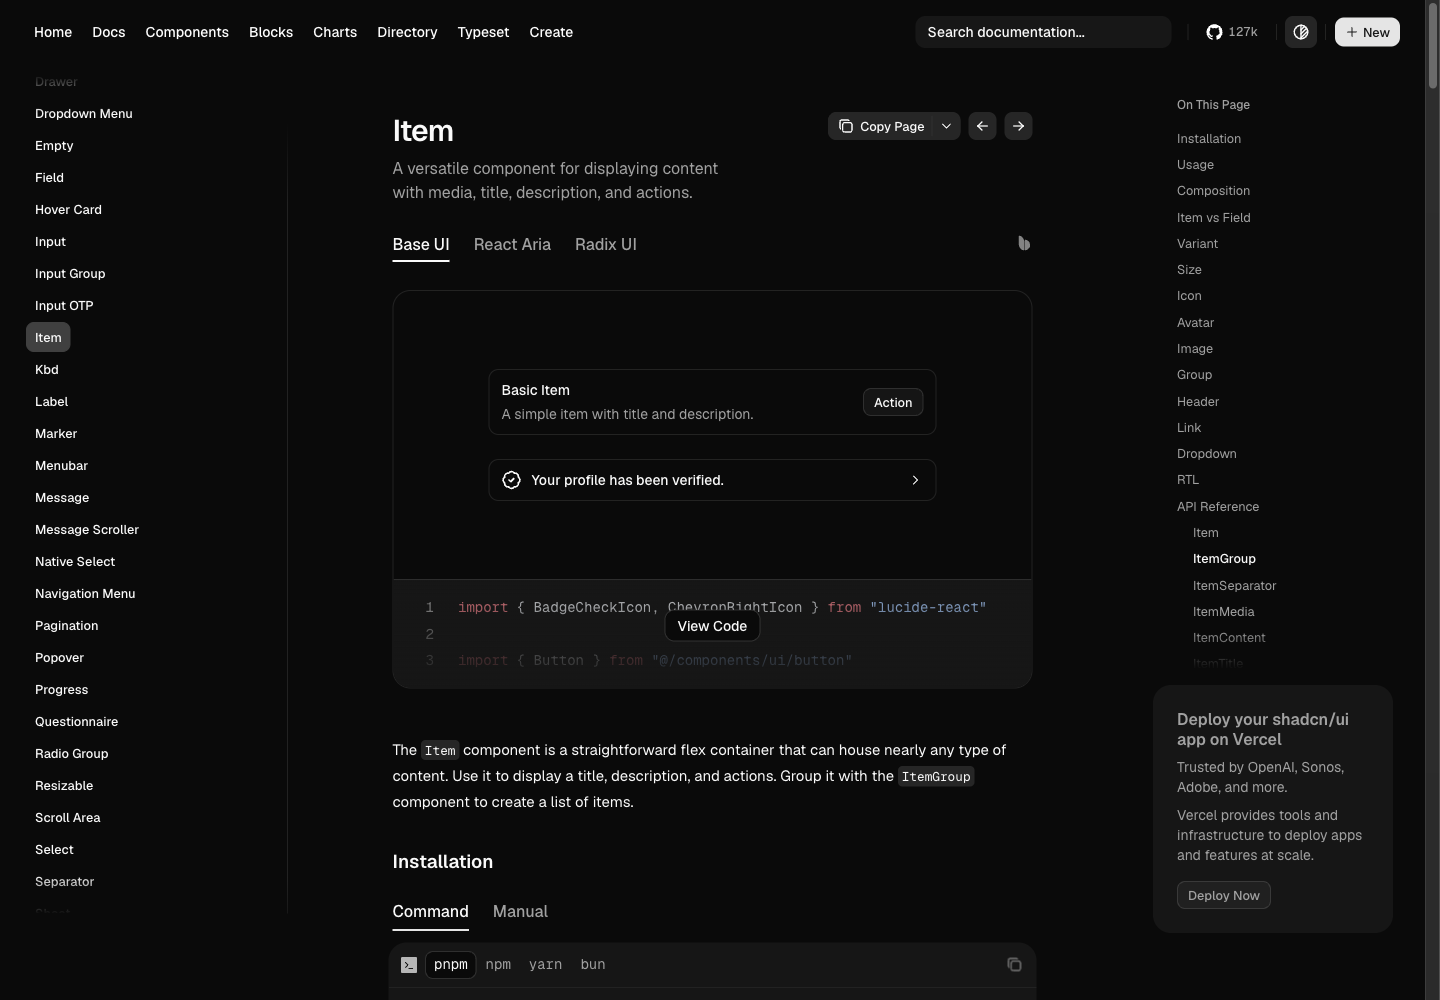 Home Docs Components Blocks Charts Directory Typeset Create
Search documentation...
127k
New
Drawer
Dropdown Menu
Empty
Field
Hover Card
Input
Input Group
Input OTP
Item
Kbd
Label
Marker
Menubar
Message
Message Scroller
Native Select
Navigation Menu
Pagination
Popover
Progress
Questionnaire
Radio Group
Resizable
Scroll Area
Select
Separator
Item
Copy Page
A versatile component for displaying content
with media, title, description, and actions.
Base UI React Aria Radix UI
Basic Item
A simple item with title and description.
Action
Your profile has been verified.
1 import { BadgeCheckIcon, ChevronRightIcon } from "lucide-react"
View Code
2
3 import { Button } from "@/components/ui/button"
The Item component is a straightforward flex container that can house nearly any type of
content. Use it to display a title, description, and actions. Group it with the ItemGroup
component to create a list of items.
Installation
Command Manual
pnpm npm yarn bun
On This Page
Installation
Usage
Composition
Item vs Field
Variant
Size
Icon
Avatar
Image
Group
Header
Link
Dropdown
RTL
API Reference
Item
ItemGroup
ItemSeparator
ItemMedia
ItemContent
ItemTitle
Deploy your shadcn/ui
app on Vercel
Trusted by OpenAI, Sonos,
Adobe, and more.
Vercel provides tools and
infrastructure to deploy apps
and features at scale.
Deploy Now